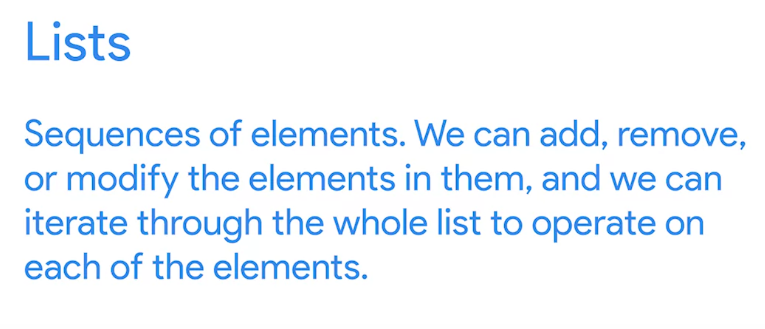 Lists
Sequences of elements. We can add, remove,
or modify the elements in them, and we can
iterate through the whole list to operate on
each of the elements.